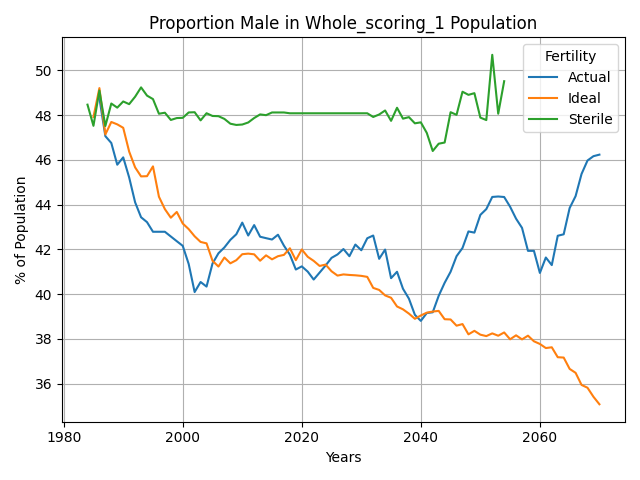 Proportion Male in Whole_scoring_1 Population
% of Population
50
48
46
44
42
40
38
36
Fertility
Actual
Ideal
Sterile
1980
2000
2020
2040
2060
Years